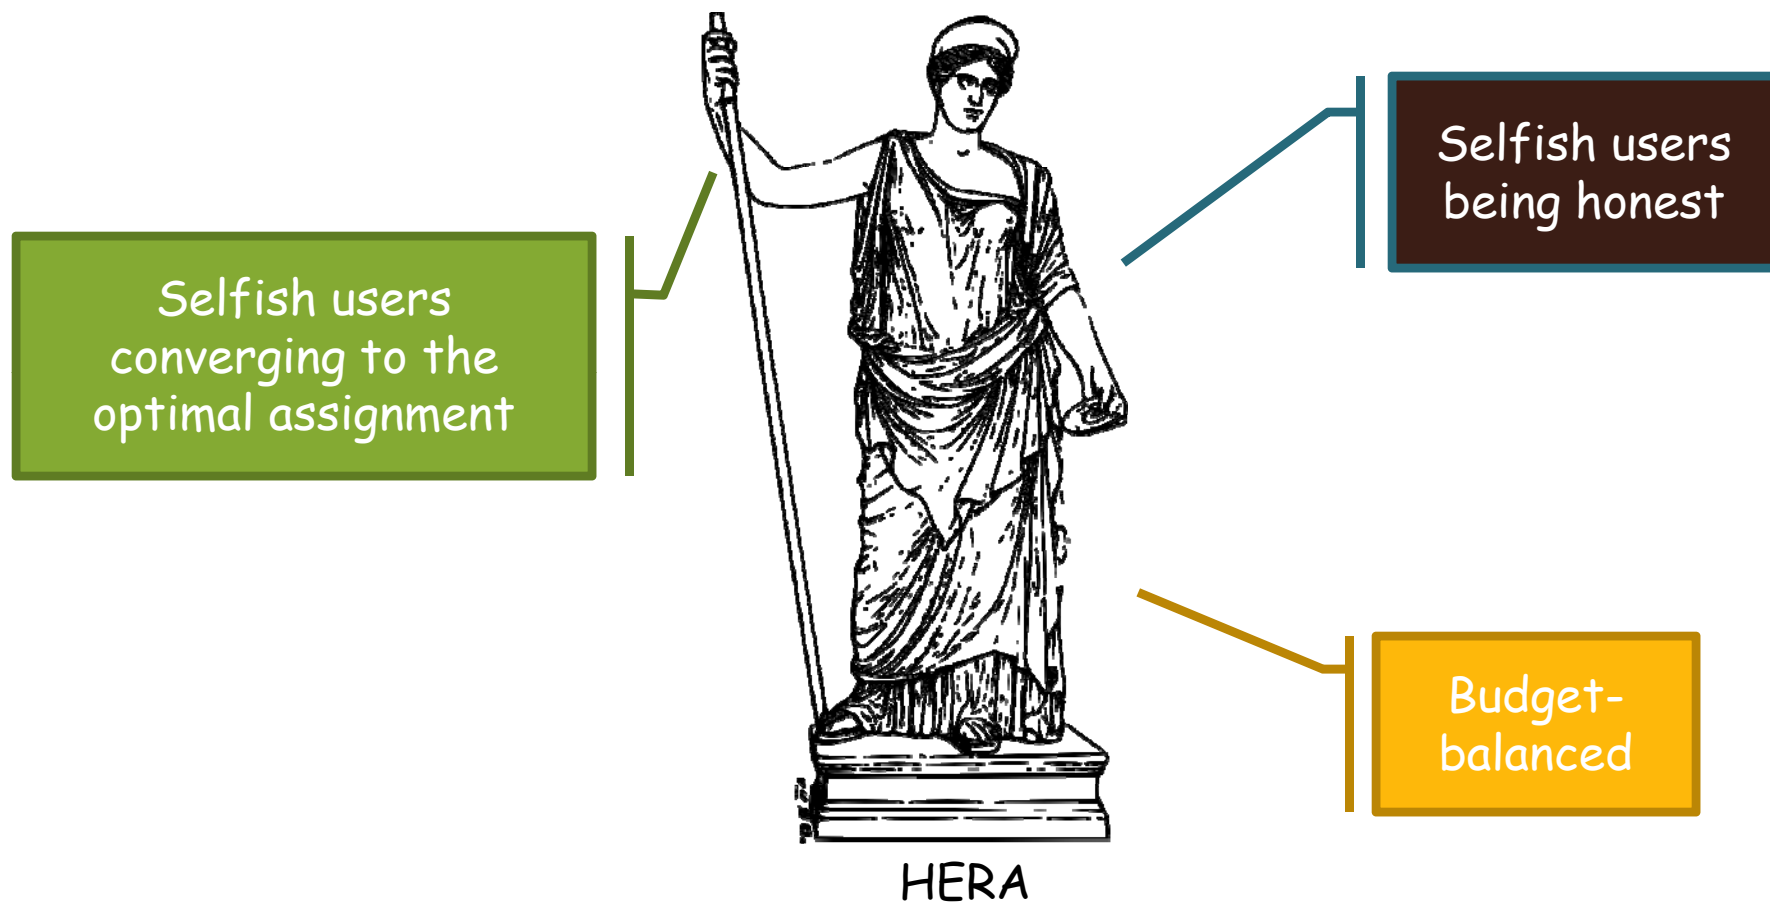 Selfish users
being honest
Selfish users
converging to the
optimal assignment
Budget-
balanced
HERA